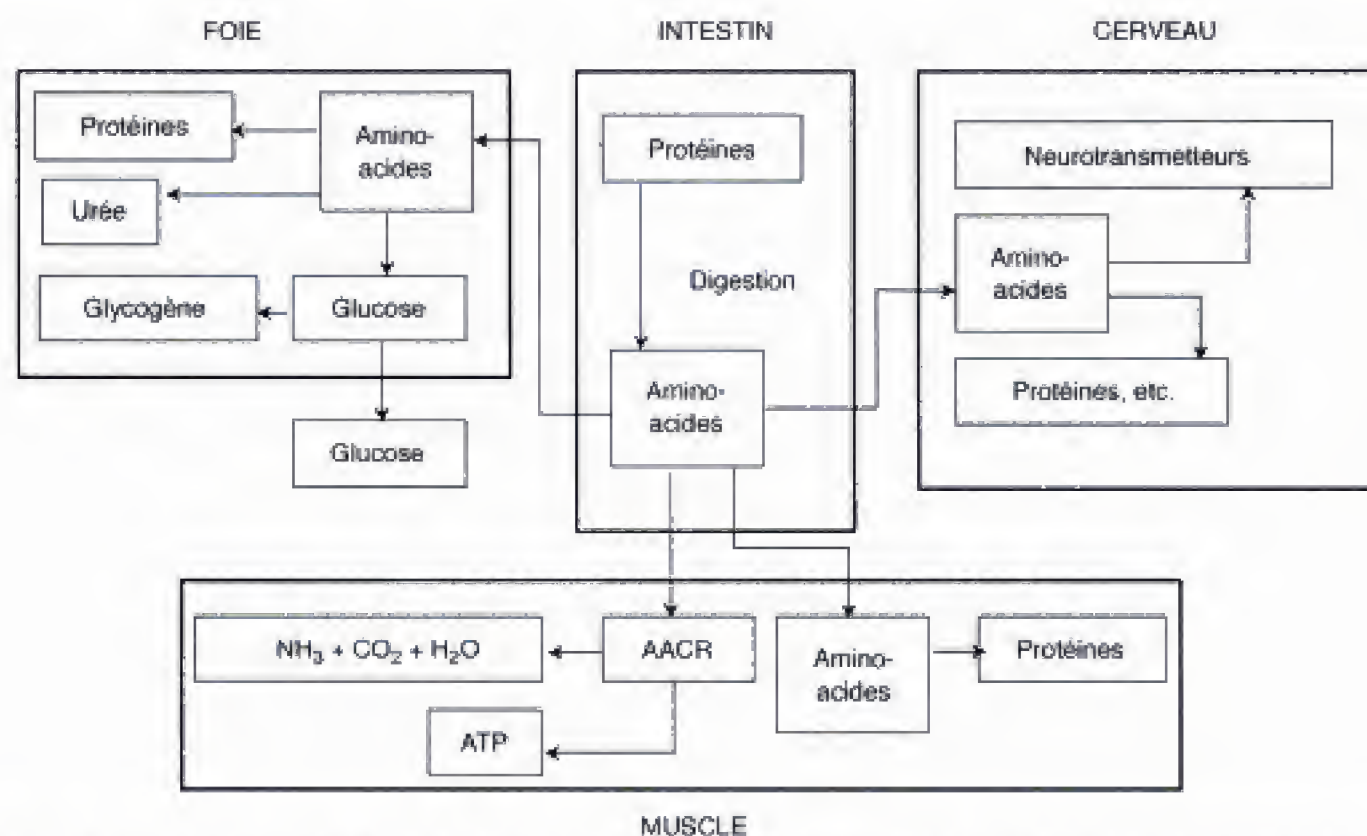 FOIE
INTESTIN
CERVEAU
Protéines
Amino-
acides
Urée
Glycogène
Glucose
Glucose
Protéines
Digestion
Amino-
acides
Neurotransmetteurs
Amino-
acides
Protéines, etc.
NH₃ + CO₂ + H₂O
AACR
Amino-
acides
Protéines
ATP
MUSCLE